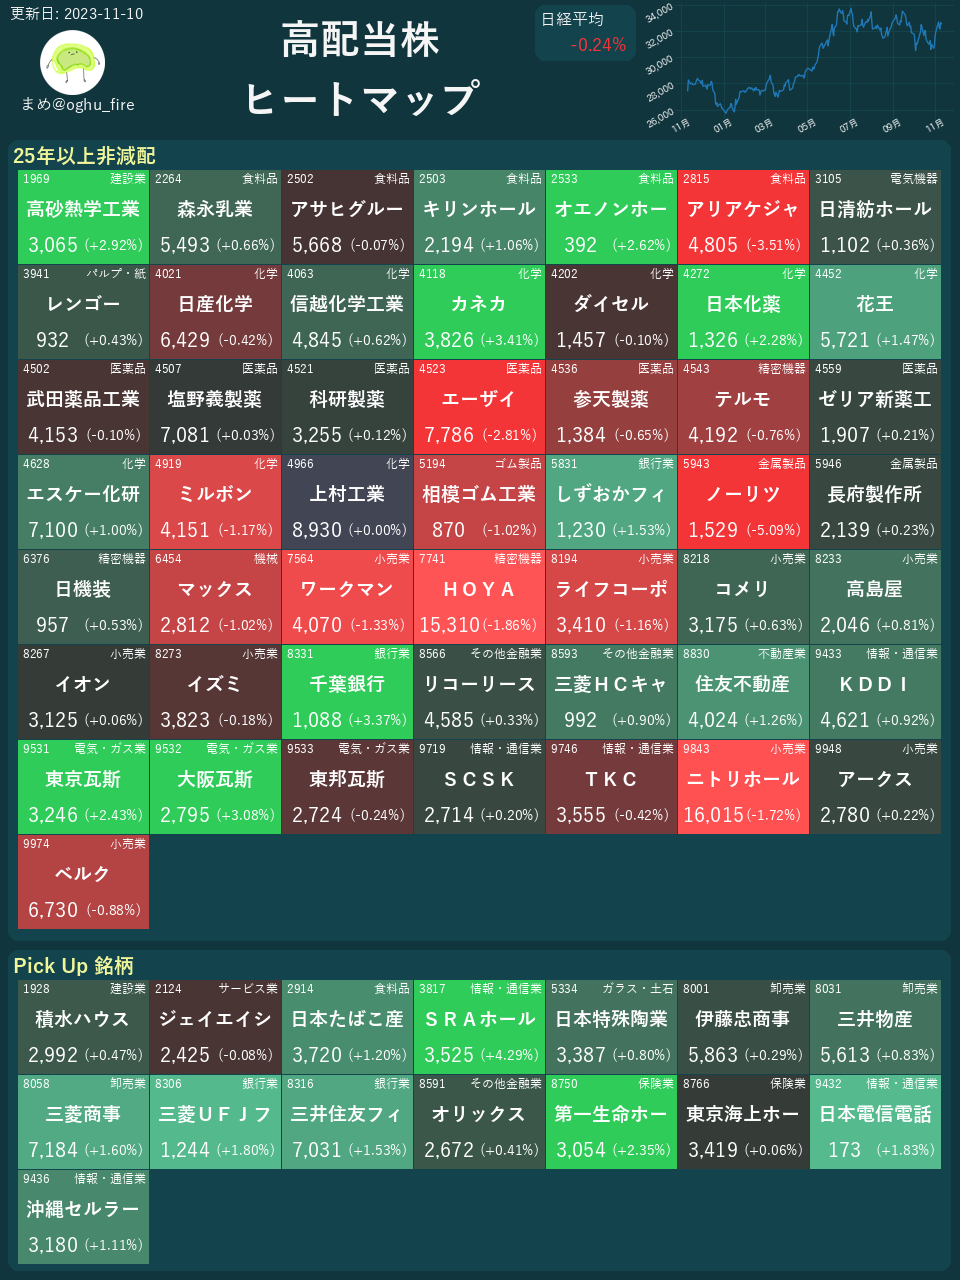 更新日: 2023-11-10
まめ@oghu_fire
高配当株
ヒートマップ
日経平均
-0.24%
34,000
32,000
30,000
28,000
26,000
11月 01月 03月 05月 07月 09月 11月
25年以上非減配
1969 建設業 2264 食料品 2502 食料品 2503 食料品 2533 食料品 2815 食料品 3105 電気機器
高砂熱学工業 森永乳業 アサヒグルー キリンホール オエノンホー アリアケジャ 日清紡ホール
3,065 (+2.92%) 5,493 (+0.66%) 5,668 (-0.07%) 2,194 (+1.06%) 392 (+2.62%) 4,805 (-3.51%) 1,102 (+0.36%)
3941 パルプ・紙 4021 化学 4063 化学 4118 化学 4202 化学 4272 化学 4452 化学
レンゴー 日産化学 信越化学工業 カネカ ダイセル 日本化薬 花王
932 (+0.43%) 6,429 (-0.42%) 4,845 (+0.62%) 3,826 (+3.41%) 1,457 (-0.10%) 1,326 (+2.28%) 5,721 (+1.47%)
4502 医薬品 4507 医薬品 4521 医薬品 4523 医薬品 4536 医薬品 4543 精密機器 4559 医薬品
武田薬品工業 塩野義製薬 科研製薬 エーザイ 参天製薬 テルモ ゼリア新薬工
4,153 (-0.10%) 7,081 (+0.03%) 3,255 (+0.12%) 7,786 (-2.81%) 1,384 (-0.65%) 4,192 (-0.76%) 1,907 (+0.21%)
4628 化学 4919 化学 4966 化学 5194 ゴム製品 5831 銀行業 5943 金属製品 5946 金属製品
エスケー化研 ミルボン 上村工業 相模ゴム工業 しずおかフィ ノーリツ 長府製作所
7,100 (+1.00%) 4,151 (-1.17%) 8,930 (+0.00%) 870 (-1.02%) 1,230 (+1.53%) 1,529 (-5.09%) 2,139 (+0.23%)
6376 精密機器 6454 機械 7564 小売業 7741 精密機器 8194 小売業 8218 小売業 8233 小売業
日機装 マックス ワークマン ＨＯＹＡ ライフコーポ コメリ 高島屋
957 (+0.53%) 2,812 (-1.02%) 4,070 (-1.33%) 15,310 (-1.86%) 3,410 (-1.16%) 3,175 (+0.63%) 2,046 (+0.81%)
8267 小売業 8273 小売業 8331 銀行業 8566 その他金融業 8593 その他金融業 8830 不動産業 9433 情報・通信業
イオン イズミ 千葉銀行 リコーリース 三菱ＨＣキャ 住友不動産 ＫＤＤＩ
3,125 (+0.06%) 3,823 (-0.18%) 1,088 (+3.37%) 4,585 (+0.33%) 992 (+0.90%) 4,024 (+1.26%) 4,621 (+0.92%)
9531 電気・ガス業 9532 電気・ガス業 9533 電気・ガス業 9719 情報・通信業 9746 情報・通信業 9843 小売業 9948 小売業
東京瓦斯 大阪瓦斯 東邦瓦斯 ＳＣＳＫ ＴＫＣ ニトリホール アークス
3,246 (+2.43%) 2,795 (+3.08%) 2,724 (-0.24%) 2,714 (+0.20%) 3,555 (-0.42%) 16,015 (-1.72%) 2,780 (+0.22%)
9974 小売業
ベルク
6,730 (-0.88%)
Pick Up 銘柄
1928 建設業 2124 サービス業 2914 食料品 3817 情報・通信業 5334 ガラス・土石 8001 卸売業 8031 卸売業
積水ハウス ジェイエイシ 日本たばこ産 ＳＲＡホール 日本特殊陶業 伊藤忠商事 三井物産
2,992 (+0.47%) 2,425 (-0.08%) 3,720 (+1.20%) 3,525 (+4.29%) 3,387 (+0.80%) 5,863 (+0.29%) 5,613 (+0.83%)
8058 卸売業 8306 銀行業 8316 銀行業 8591 その他金融業 8750 保険業 8766 保険業 9432 情報・通信業
三菱商事 三菱ＵＦＪフ 三井住友フィ オリックス 第一生命ホー 東京海上ホー 日本電信電話
7,184 (+1.60%) 1,244 (+1.80%) 7,031 (+1.53%) 2,672 (+0.41%) 3,054 (+2.35%) 3,419 (+0.06%) 173 (+1.83%)
9436 情報・通信業
沖縄セルラー
3,180 (+1.11%)